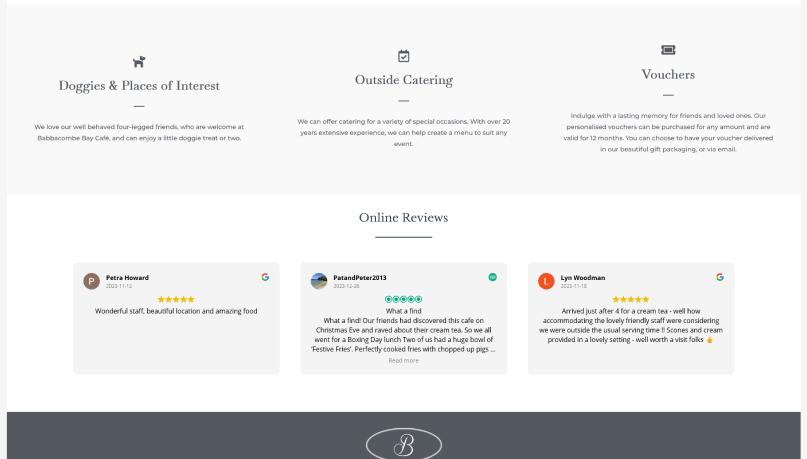 Doggies & Places of Interest
We love our well behaved four-legged friends, who are welcome at
Babbacombe Bay Café, and can enjoy a little doggie treat or two.
Outside Catering
We can offer catering for a variety of special occasions. With over 20
years extensive experience, we can help create a menu to suit any
event.
Vouchers
Indulge with a lasting memory for friends and loved ones. Our
personalised vouchers can be purchased for any amount and are
valid for 12 months. You can choose to have your voucher delivered
in our beautiful gift packaging, or via email.
Online Reviews
P
Petra Howard
2023-11-12
Wonderful staff, beautiful location and amazing food
PatandPeter2013
2023-12-28
What a find
What a find! Our friends had discovered this cafe on
Christmas Eve and raved about their cream tea. So we all
went for a Boxing Day lunch Two of us had a huge bowl of
'Festive Fries'. Perfectly cooked fries with chopped up pigs ...
Read more
L
Lyn Woodman
2023-11-18
Arrived just after 4 for a cream tea - well how
accommodating the lovely friendly staff were considering
we were outside the usual serving time !! Scones and cream
provided in a lovely setting - well worth a visit folks 👍
B